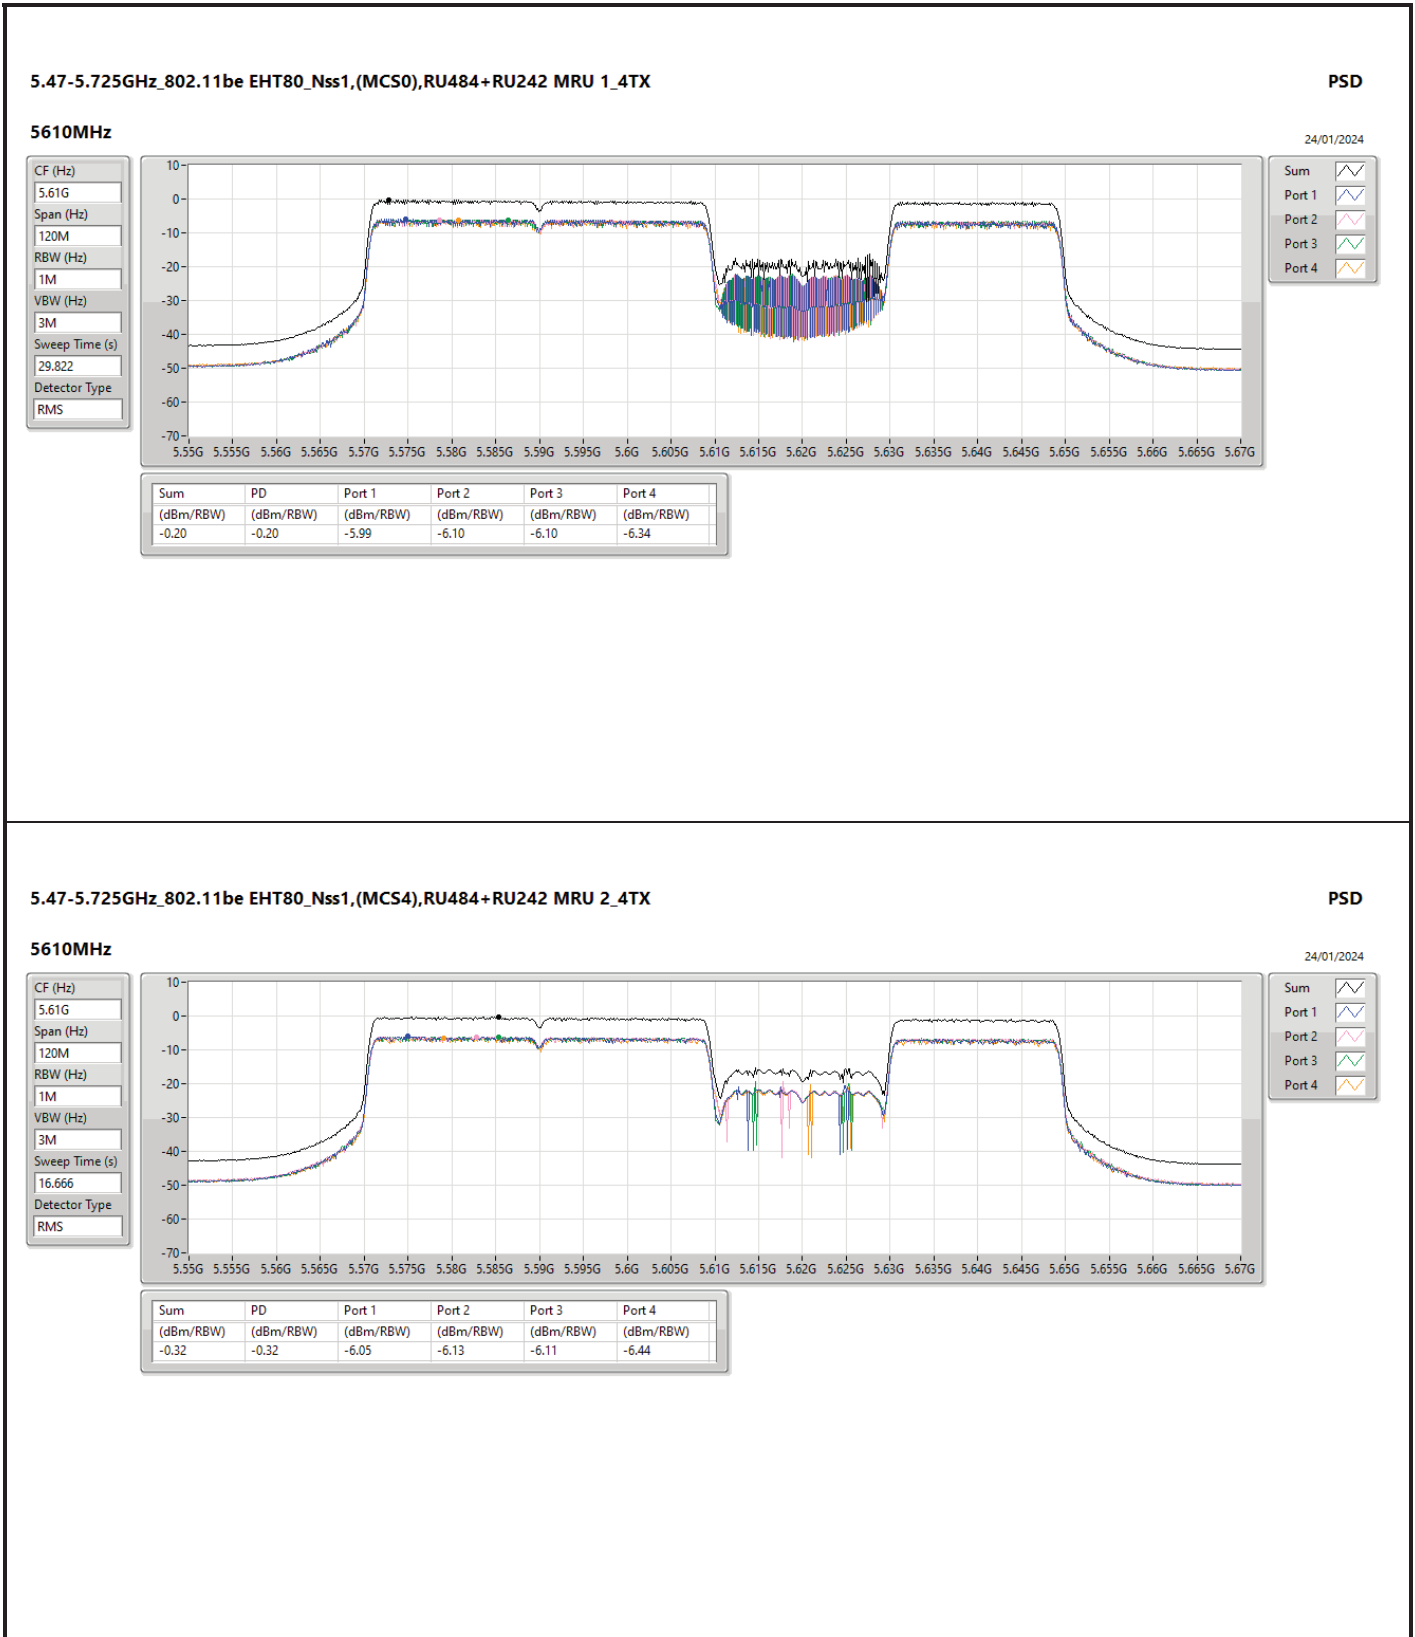 5.47-5.725GHz_802.11be EHT80_Nss1,(MCS0),RU484+RU242 MRU 1_4TX PSD
5610MHz
24/01/2024
CF (Hz)
5.61G
Span (Hz)
120M
RBW (Hz)
1M
VBW (Hz)
3M
Sweep Time (s)
29.822
Detector Type
RMS
10
0
-10
-20
-30
-40
-50
-60
-70
5.55G 5.555G 5.56G 5.565G 5.57G 5.575G 5.58G 5.585G 5.59G 5.595G 5.6G 5.605G 5.61G 5.615G 5.62G 5.625G 5.63G 5.635G 5.64G 5.645G 5.65G 5.655G 5.66G 5.665G 5.67G
Sum
Port 1
Port 2
Port 3
Port 4
Sum PD Port 1 Port 2 Port 3 Port 4
(dBm/RBW) (dBm/RBW) (dBm/RBW) (dBm/RBW) (dBm/RBW) (dBm/RBW)
-0.20 -0.20 -5.99 -6.10 -6.10 -6.34
5.47-5.725GHz_802.11be EHT80_Nss1,(MCS4),RU484+RU242 MRU 2_4TX PSD
5610MHz
24/01/2024
CF (Hz)
5.61G
Span (Hz)
120M
RBW (Hz)
1M
VBW (Hz)
3M
Sweep Time (s)
16.666
Detector Type
RMS
10
0
-10
-20
-30
-40
-50
-60
-70
5.55G 5.555G 5.56G 5.565G 5.57G 5.575G 5.58G 5.585G 5.59G 5.595G 5.6G 5.605G 5.61G 5.615G 5.62G 5.625G 5.63G 5.635G 5.64G 5.645G 5.65G 5.655G 5.66G 5.665G 5.67G
Sum
Port 1
Port 2
Port 3
Port 4
Sum PD Port 1 Port 2 Port 3 Port 4
(dBm/RBW) (dBm/RBW) (dBm/RBW) (dBm/RBW) (dBm/RBW) (dBm/RBW)
-0.32 -0.32 -6.05 -6.13 -6.11 -6.44